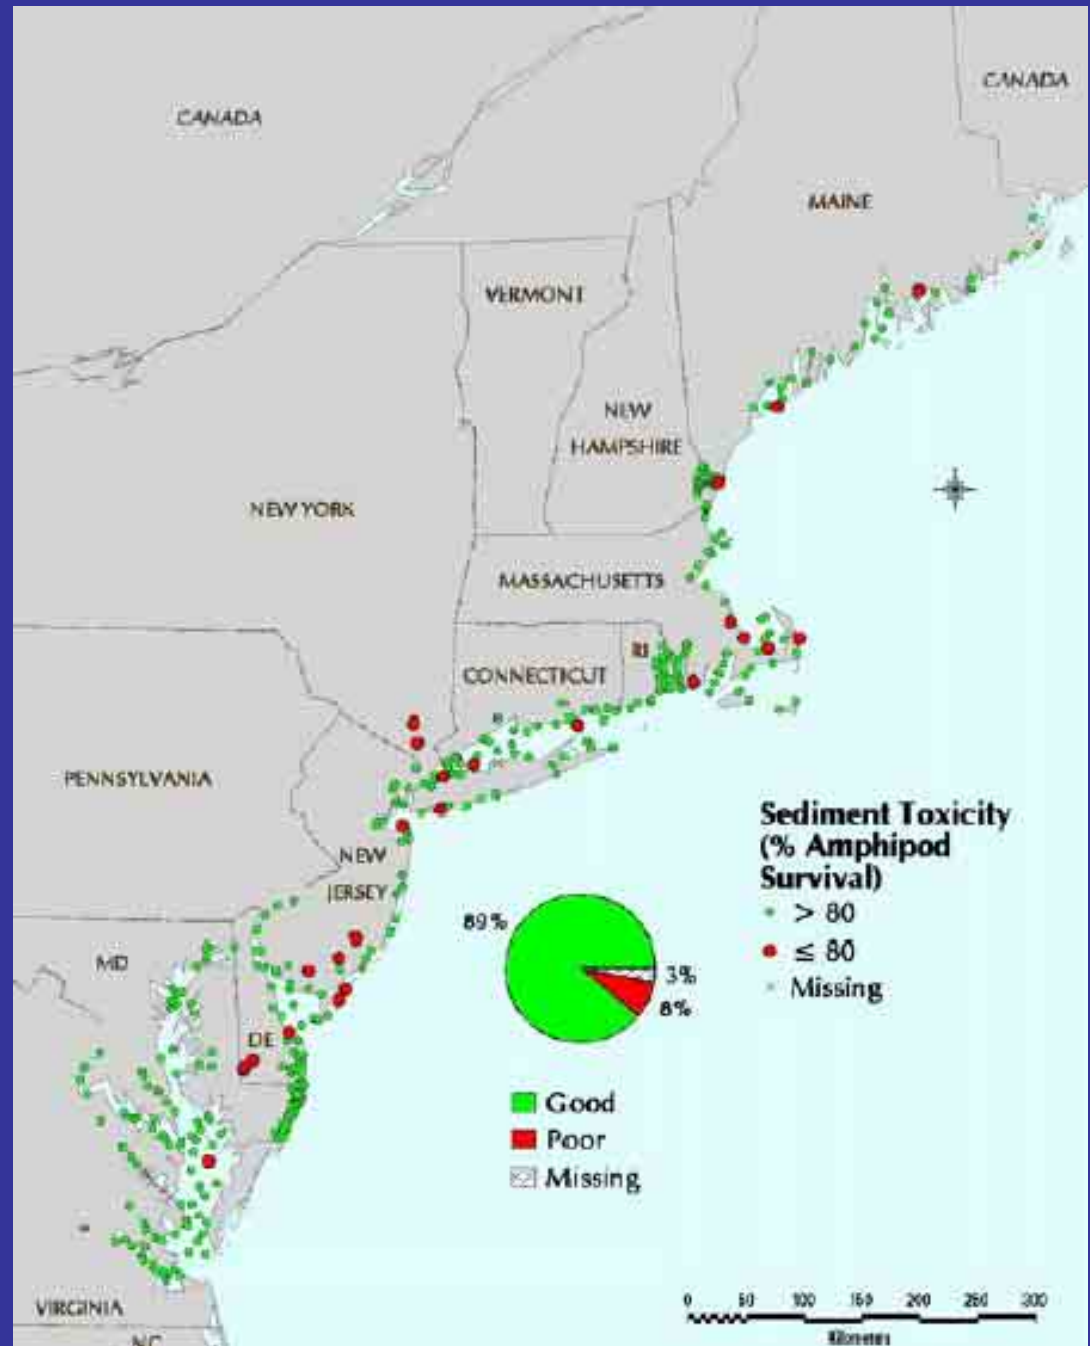 CANADA
CANADA
MAINE
VERMONT
NEW
HAMPSHIRE
NEW YORK
MASSACHUSETTS
RI
CONNECTICUT
PENNSYLVANIA
NEW
JERSEY
MD
DE
VIRGINIA
NC
Sediment Toxicity
(% Amphipod
Survival)
> 80
≤ 80
Missing
89%
3%
8%
Good
Poor
Missing
0 50 100 150 200 250 300
Kilometers